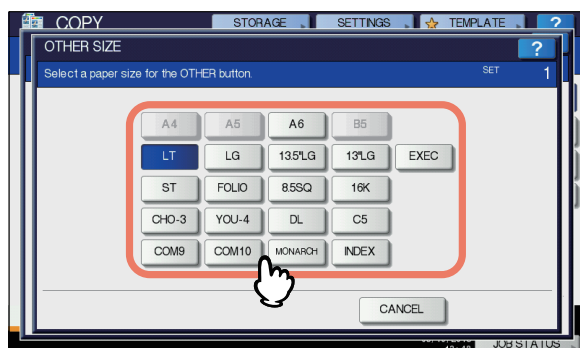 COPY STORAGE SETTINGS TEMPLATE ?
OTHER SIZE ?
Select a paper size for the OTHER button. SET 1
A4 A5 A6 B5
LT LG 13.5"LG 13"LG EXEC
ST FOLIO 8.5SQ 16K
CHO-3 YOU-4 DL C5
COM9 COM10 MONARCH INDEX
CANCEL
JOB STATUS